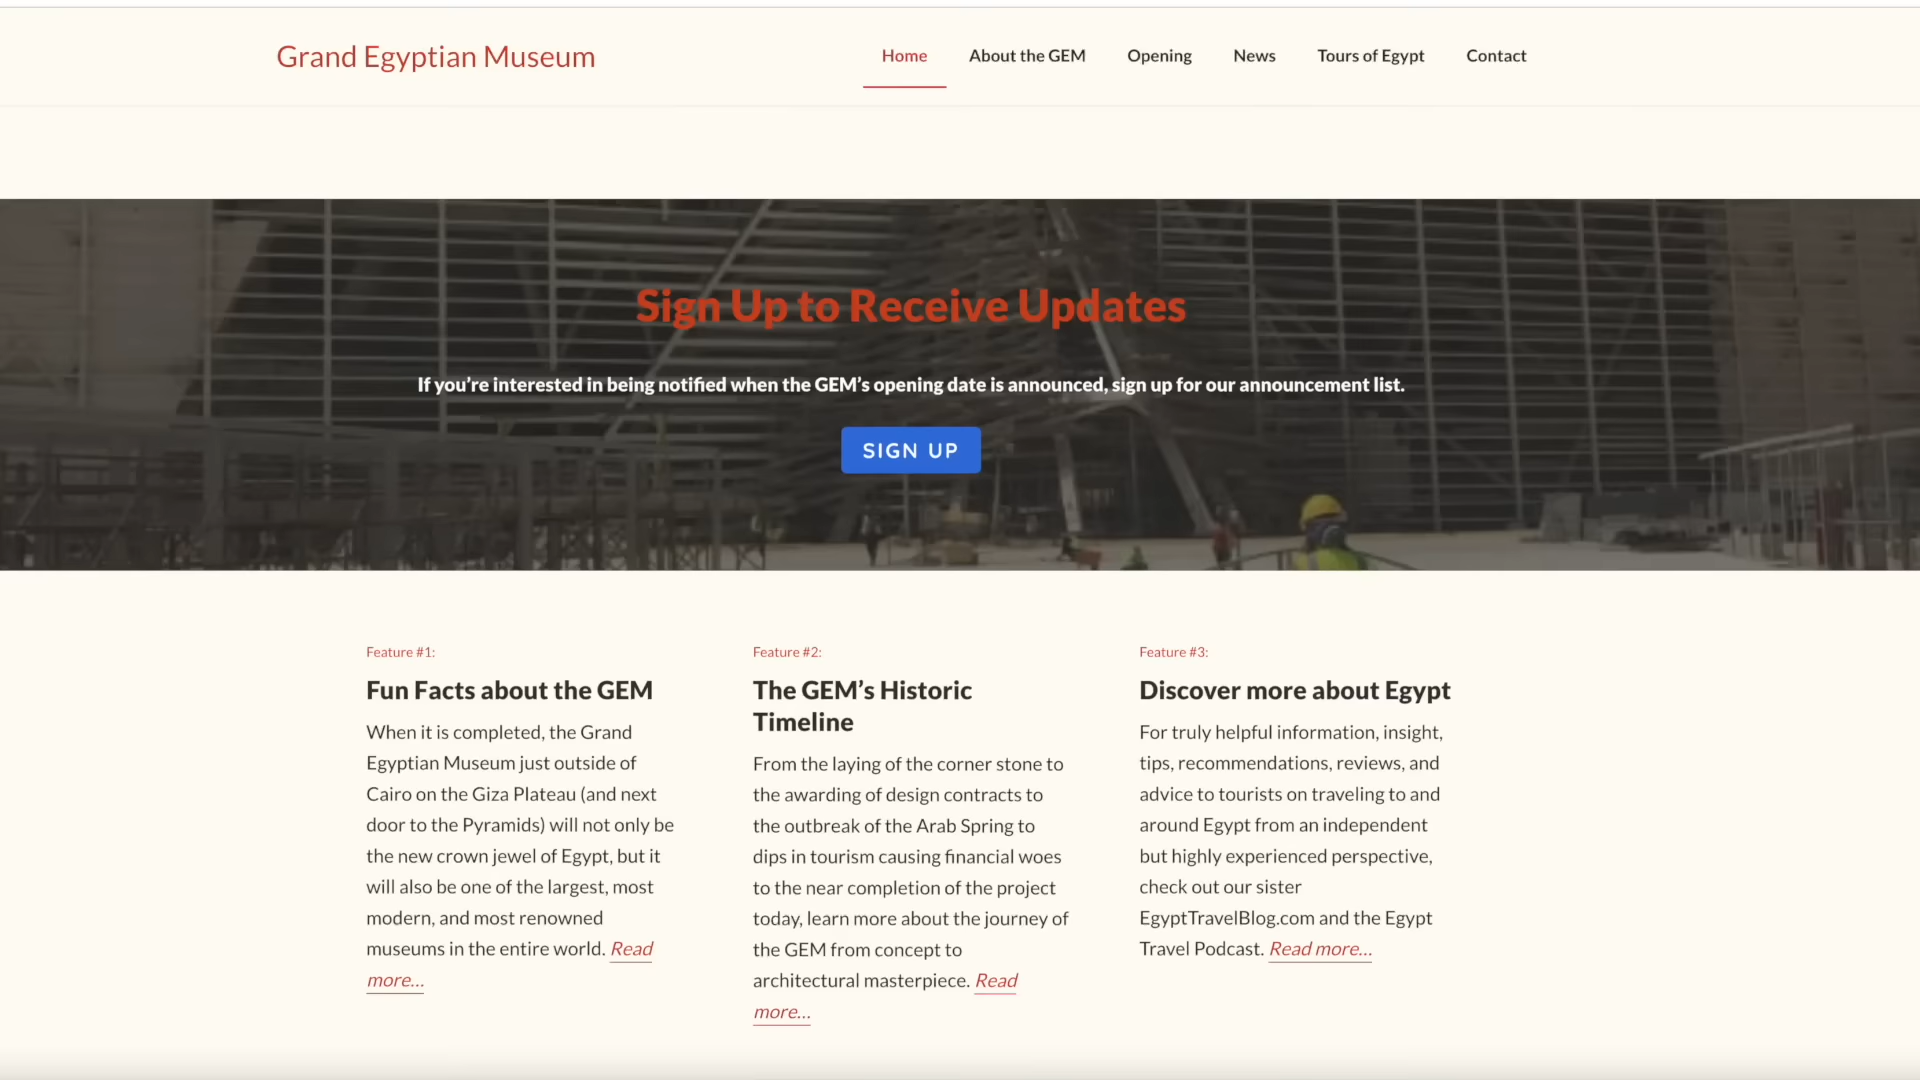 Grand Egyptian Museum
Home About the GEM Opening News Tours of Egypt Contact
Sign Up to Receive Updates
If you're interested in being notified when the GEM's opening date is announced, sign up for our announcement list.
SIGN UP
Feature #1:
Fun Facts about the GEM
When it is completed, the Grand
Egyptian Museum just outside of
Cairo on the Giza Plateau (and next
door to the Pyramids) will not only be
the new crown jewel of Egypt, but it
will also be one of the largest, most
modern, and most renowned
museums in the entire world. Read
more...
Feature #2:
The GEM's Historic
Timeline
From the laying of the corner stone to
the awarding of design contracts to
the outbreak of the Arab Spring to
dips in tourism causing financial woes
to the near completion of the project
today, learn more about the journey of
the GEM from concept to
architectural masterpiece. Read
more...
Feature #3:
Discover more about Egypt
For truly helpful information, insight,
tips, recommendations, reviews, and
advice to tourists on traveling to and
around Egypt from an independent
but highly experienced perspective,
check out our sister
EgyptTravelBlog.com and the Egypt
Travel Podcast. Read more...